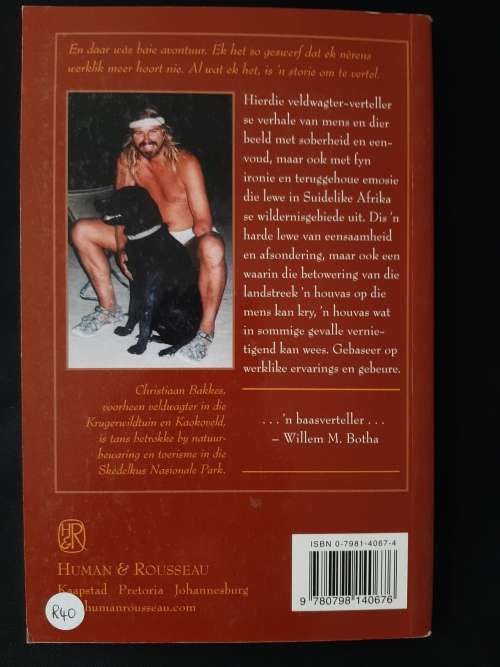 En daar wás baie avontuur. Ek het so geswerf dat ek nêrens
werklik meer hoort nie. Al wat ek het, is 'n storie om te vertel.
Hierdie veldwagter-verteller
se verhale van mens en dier
beeld met soberheid en een-
voud, maar ook met fyn
ironie en teruggehoue emosie
die lewe in Suidelike Afrika
se wildernisgebiede uit. Dis 'n
harde lewe van eensaamheid
en afsondering, maar ook een
waarin die betowering van die
landstreek 'n houvas op die
mens kan kry, 'n houvas wat
in sommige gevalle vernie-
tigend kan wees. Gebaseer op
werklike ervarings en gebeure.
Christiaan Bakkes,
voorheen veldwagter in die
Krugerwildtuin en Kaokoveld,
is tans betrokke by natuur-
bewaring en toerisme in die
Skedelkus Nasionale Park.
. . . 'n baasverteller . . .
– Willem M. Botha
H&R
HUMAN & ROUSSEAU
Kaapstad Pretoria Johannesburg
humanrousseau.com
R40
ISBN 0-7981-4067-4
9 780798 140676